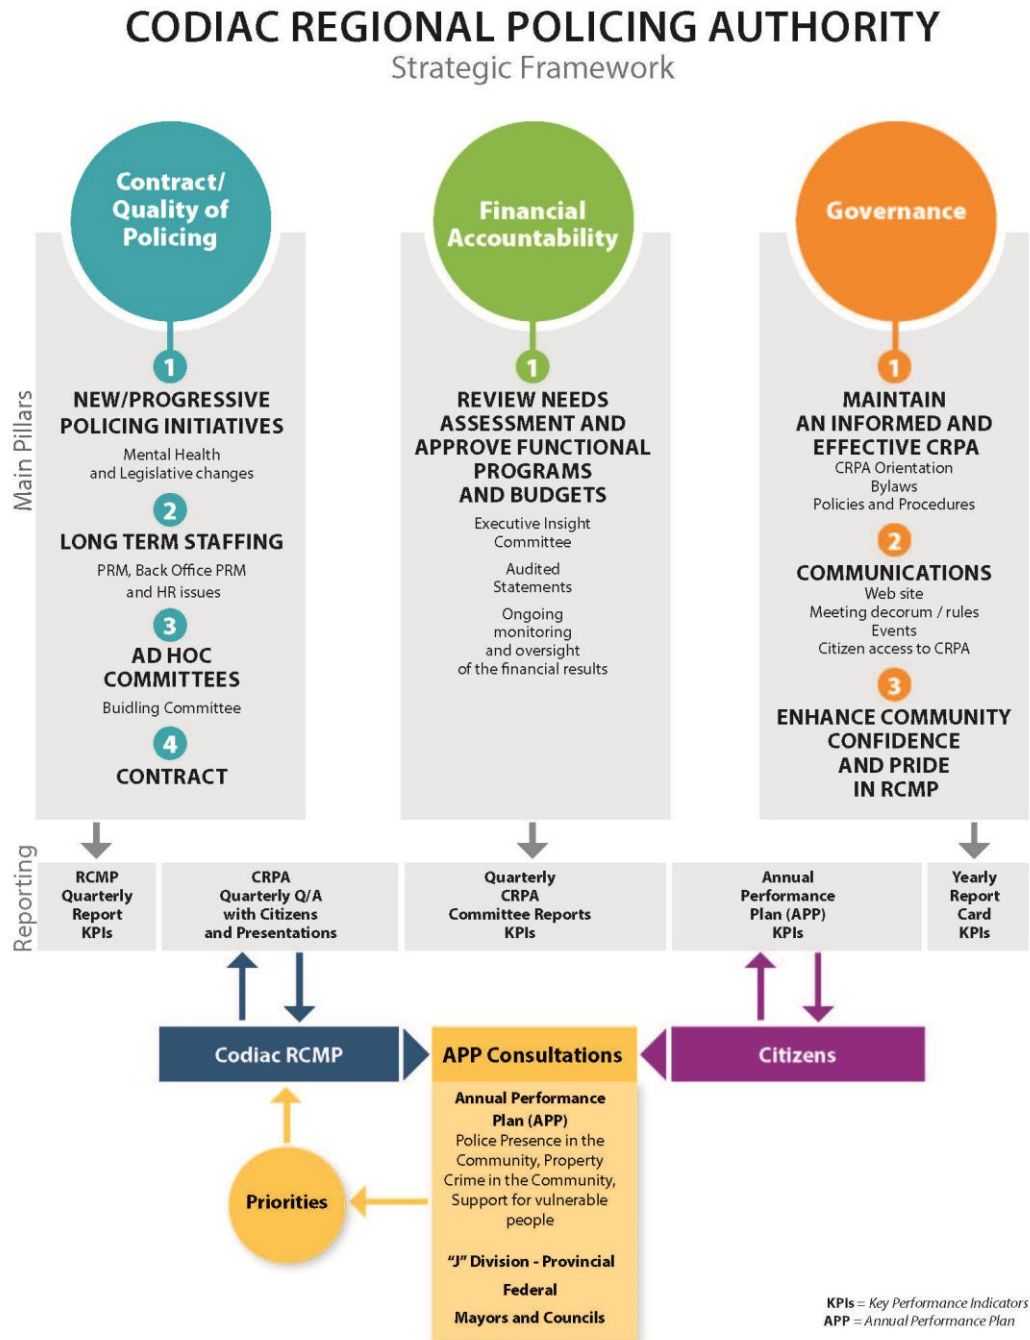 CODIAC REGIONAL POLICING AUTHORITY
Strategic Framework
Contract/
Quality of
Policing
Financial
Accountability
Governance
Main Pillars
1
NEW/PROGRESSIVE
POLICING INITIATIVES
Mental Health
and Legislative changes
2
LONG TERM STAFFING
PRM, Back Office PRM
and HR issues
3
AD HOC
COMMITTEES
Buidling Committee
4
CONTRACT
1
REVIEW NEEDS
ASSESSMENT AND
APPROVE FUNCTIONAL
PROGRAMS
AND BUDGETS
Executive Insight
Committee
Audited
Statements
Ongoing
monitoring
and oversight
of the financial results
1
MAINTAIN
AN INFORMED AND
EFFECTIVE CRPA
CRPA Orientation
Bylaws
Policies and Procedures
2
COMMUNICATIONS
Web site
Meeting decorum / rules
Events
Citizen access to CRPA
3
ENHANCE COMMUNITY
CONFIDENCE
AND PRIDE
IN RCMP
Reporting
RCMP
Quarterly
Report
KPIs
CRPA
Quarterly Q/A
with Citizens
and Presentations
Quarterly
CRPA
Committee Reports
KPIs
Annual
Performance
Plan (APP)
KPIs
Yearly
Report
Card
KPIs
Codiac RCMP
APP Consultations
Citizens
Annual Performance
Plan (APP)
Police Presence in the
Community, Property
Crime in the Community,
Support for vulnerable
people
"J" Division - Provincial
Federal
Mayors and Councils
Priorities
KPIs = Key Performance Indicators
APP = Annual Performance Plan